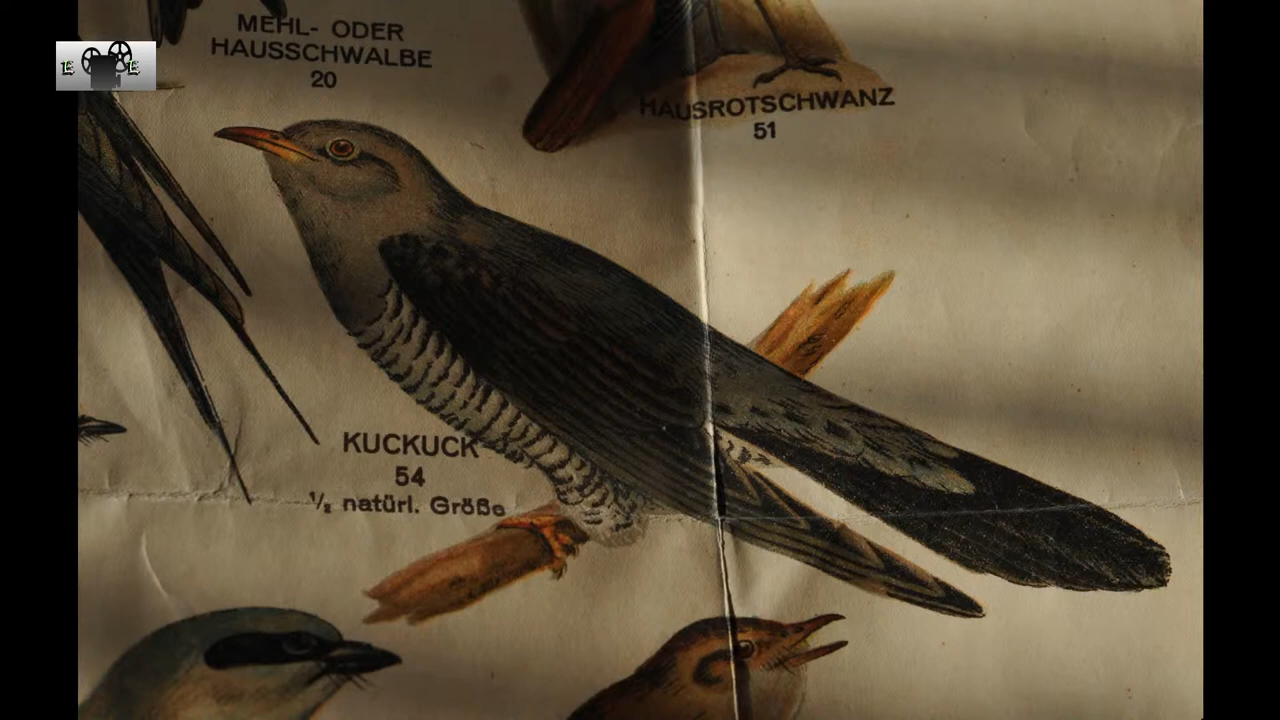 MEHL- ODER
HAUSSCHWALBE
20
E E
HAUSROTSCHWANZ
51
KUCKUCK
54
½ natürl. Größe